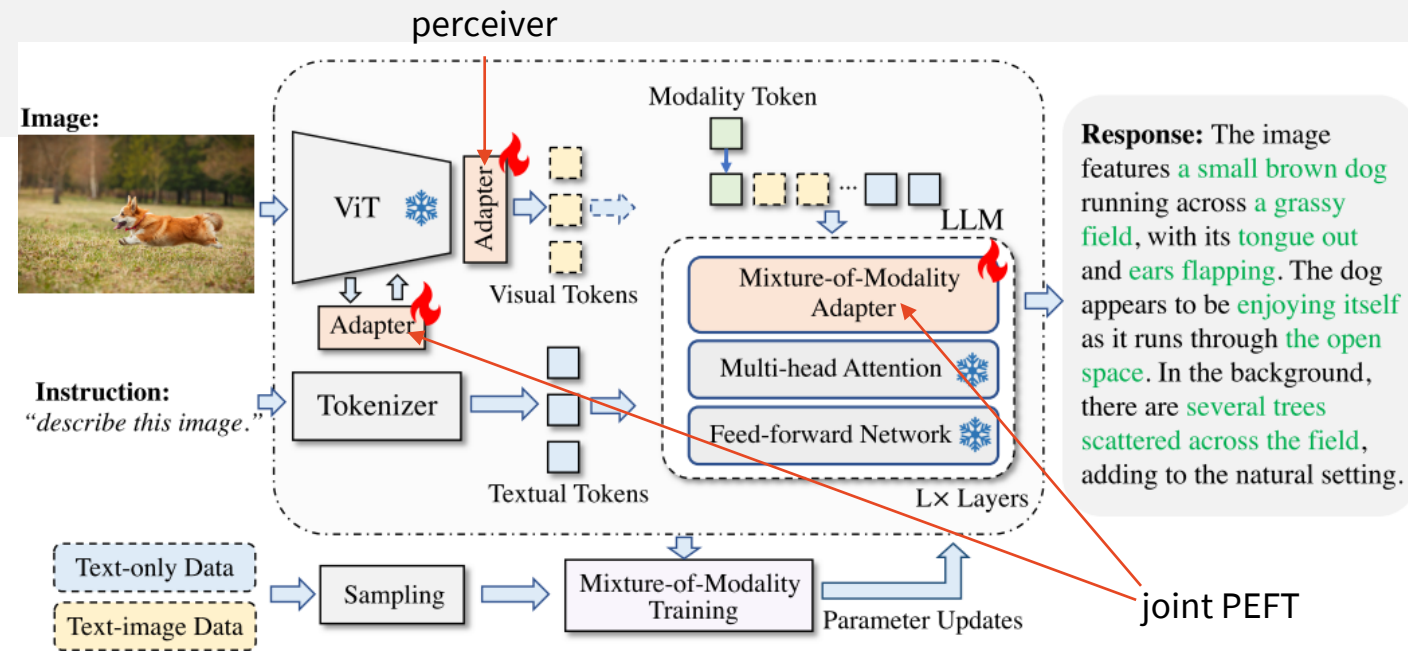 perceiver
Image:
ViT
Adapter
Adapter
Visual Tokens
Modality Token
...
LLM
Mixture-of-Modality
Adapter
Multi-head Attention
Feed-forward Network
L× Layers
Instruction:
“describe this image.”
Tokenizer
Textual Tokens
Response: The image
features a small brown dog
running across a grassy
field, with its tongue out
and ears flapping. The dog
appears to be enjoying itself
as it runs through the open
space. In the background,
there are several trees
scattered across the field,
adding to the natural setting.
Text-only Data
Text-image Data
Sampling
Mixture-of-Modality
Training
Parameter Updates
joint PEFT